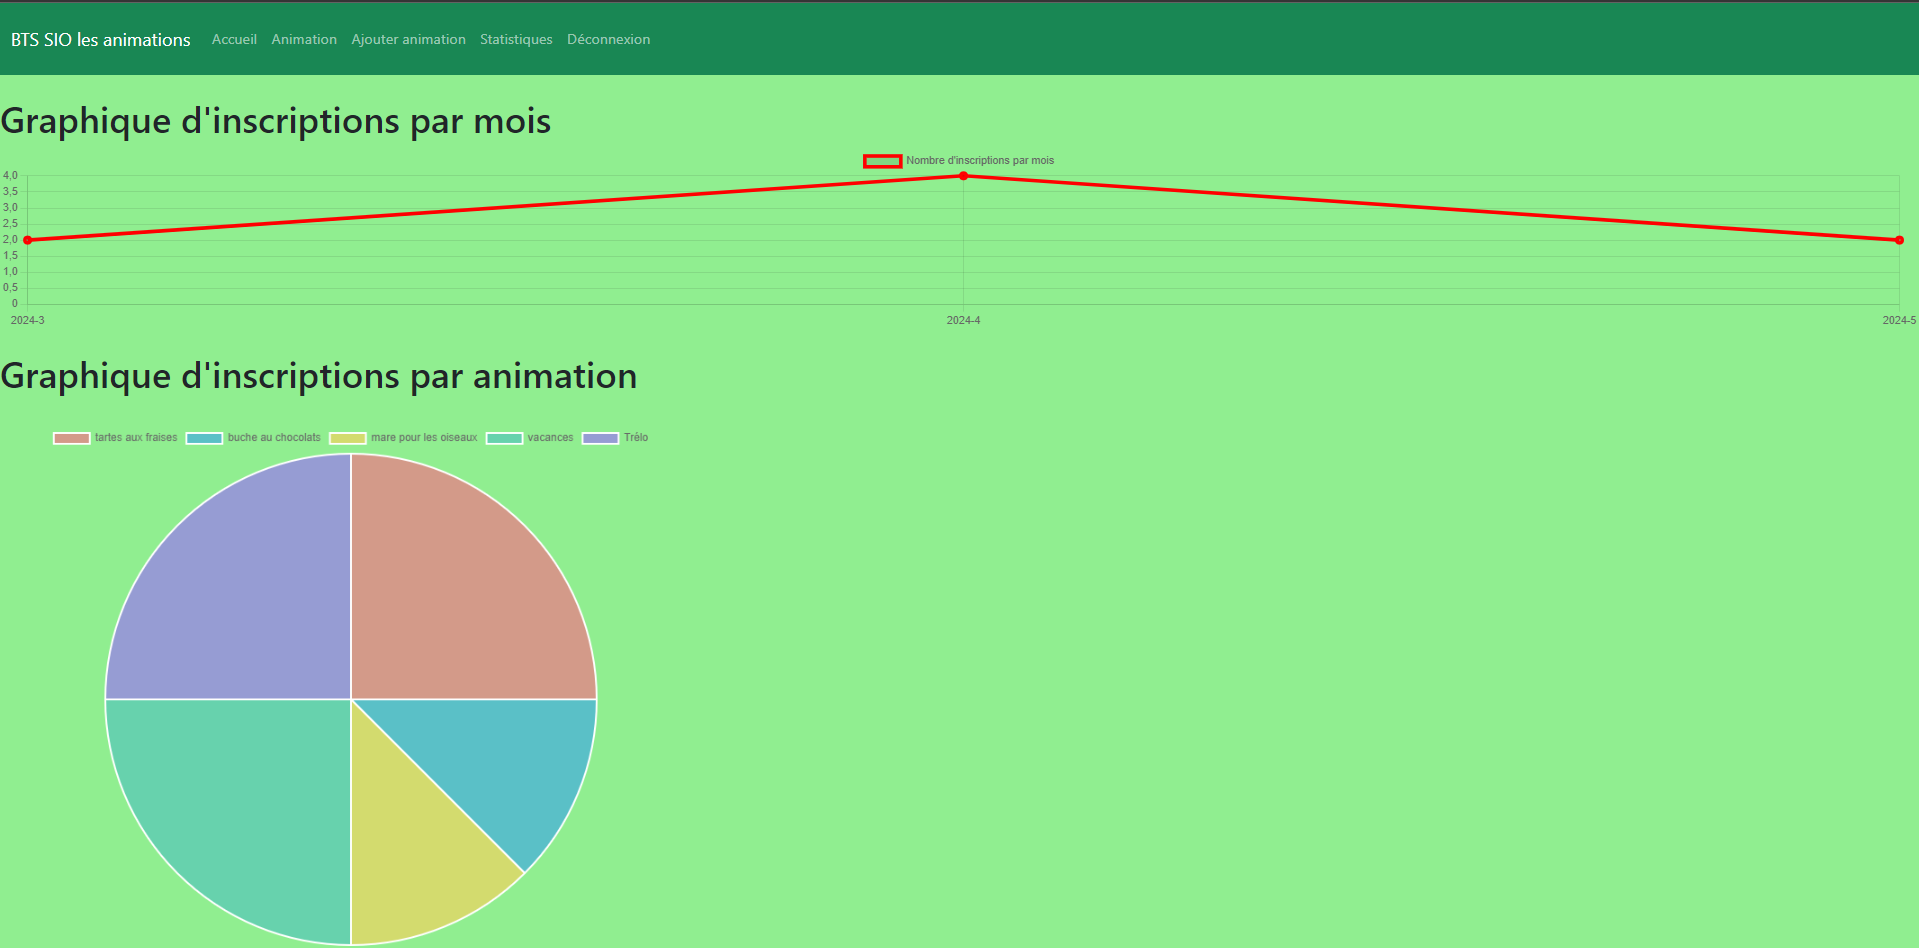 BTS SIO les animations Accueil Animation Ajouter animation Statistiques Déconnexion
Graphique d'inscriptions par mois
Nombre d'inscriptions par mois
4,0
3,5
3,0
2,5
2,0
1,5
1,0
0,5
0
2024-3 2024-4 2024-5
Graphique d'inscriptions par animation
tartes aux fraises buche au chocolats mare pour les oiseaux vacances Trêlo